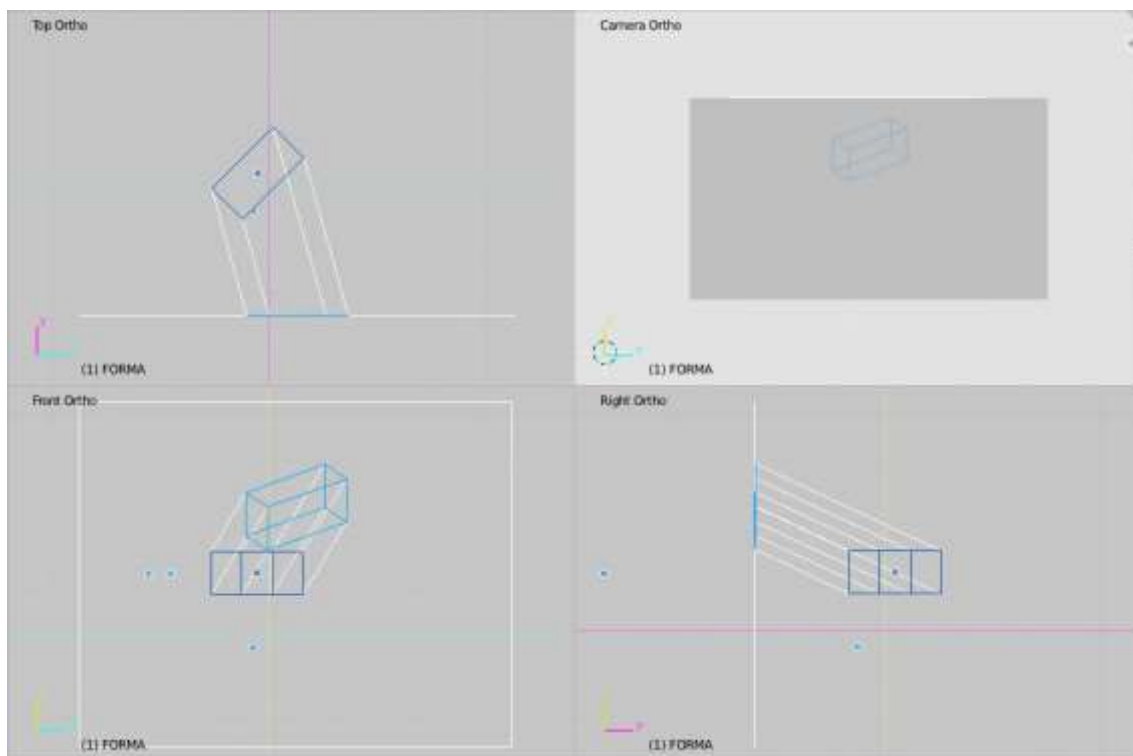 Top Ortho
(1) FORMA
Camera Ortho
(1) FORMA
Front Ortho
(1) FORMA
Right Ortho
(1) FORMA